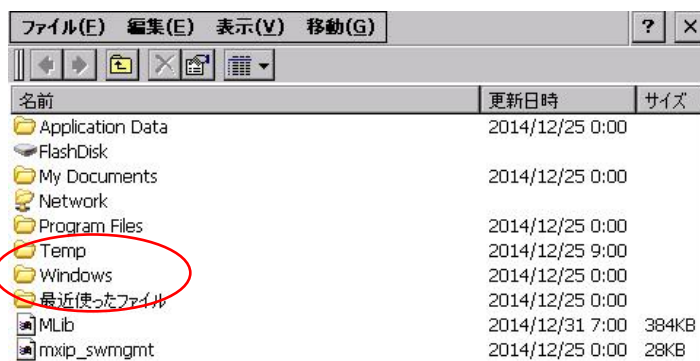 ファイル(F) 編集(E) 表示(V) 移動(G) ? ×
名前 更新日時 サイズ
Application Data 2014/12/25 0:00
FlashDisk
My Documents 2014/12/25 0:00
Network
Program Files 2014/12/25 0:00
Temp 2014/12/25 9:00
Windows 2014/12/25 0:00
最近使ったファイル 2014/12/25 0:00
MLib 2014/12/31 7:00 384KB
mxip_swmgmt 2014/12/25 0:00 28KB